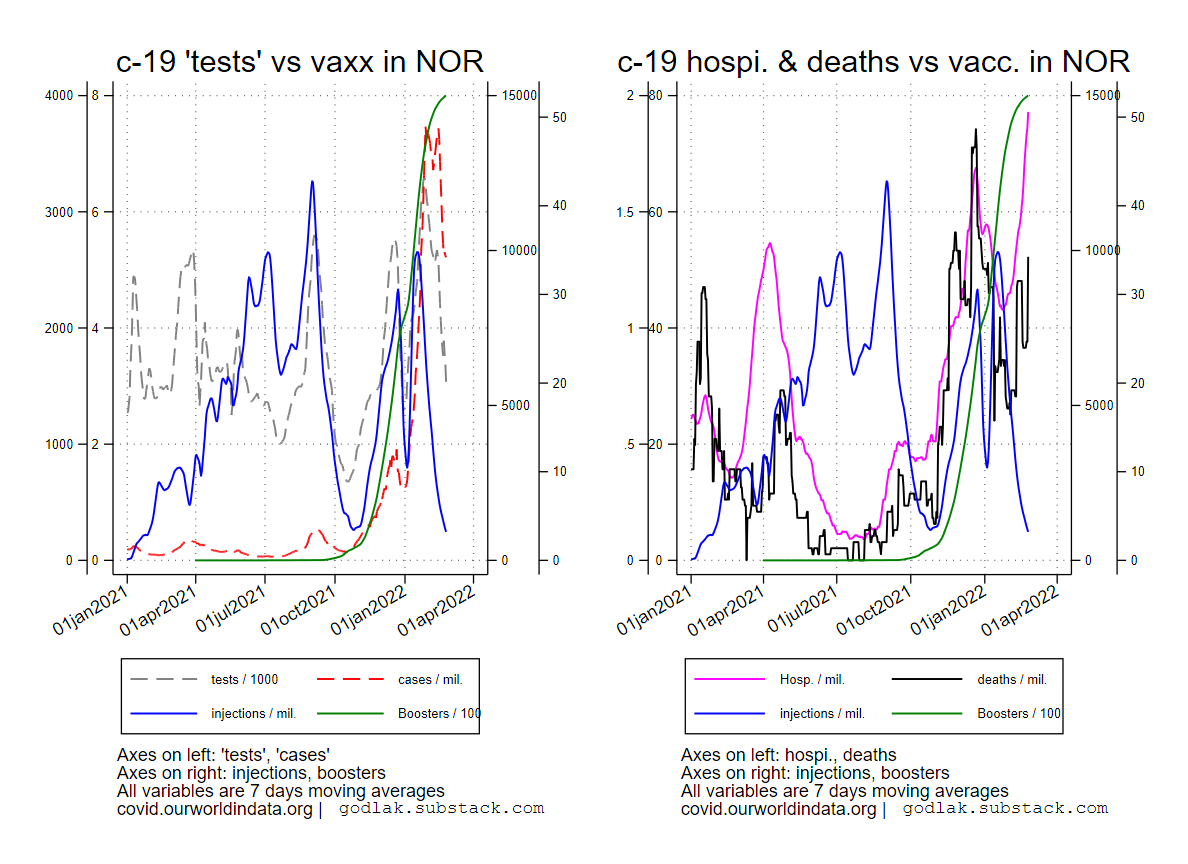 c-19 'tests' vs vaxx in NOR
4000
3000
2000
1000
0
8
6
4
2
0
15000
10000
5000
0
50
40
30
20
10
0
01jan2021
01apr2021
01jul2021
01oct2021
01jan2022
01apr2022
tests / 1000
cases / mil.
injections / mil.
Boosters / 100
Axes on left: 'tests', 'cases'
Axes on right: injections, boosters
All variables are 7 days moving averages
covid.ourworldindata.org | godlak.substack.com
c-19 hospi. & deaths vs vacc. in NOR
2
1.5
1
.5
0
80
60
40
20
0
15000
10000
5000
0
50
40
30
20
10
0
01jan2021
01apr2021
01jul2021
01oct2021
01jan2022
01apr2022
Hosp. / mil.
deaths / mil.
injections / mil.
Boosters / 100
Axes on left: hospi., deaths
Axes on right: injections, boosters
All variables are 7 days moving averages
covid.ourworldindata.org | godlak.substack.com